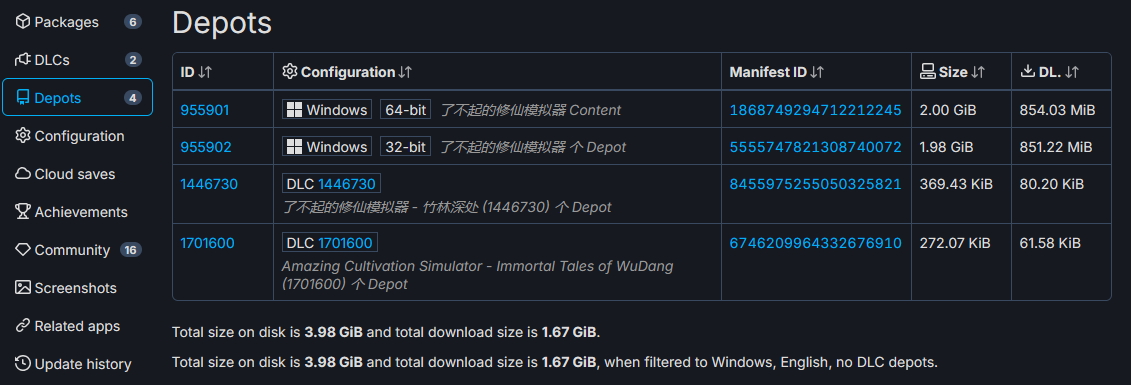 Packages 6
DLCs 2
Depots 4
Configuration
Cloud saves
Achievements
Community 16
Screenshots
Related apps
Update history
Depots
ID Configuration Manifest ID Size DL.
955901 Windows 64-bit 了不起的修仙模拟器 Content 1868749294712212245 2.00 GiB 854.03 MiB
955902 Windows 32-bit 了不起的修仙模拟器 个 Depot 5555747821308740072 1.98 GiB 851.22 MiB
1446730 DLC 1446730 8455975255050325821 369.43 KiB 80.20 KiB
了不起的修仙模拟器 - 竹林深处 (1446730) 个 Depot
1701600 DLC 1701600 6746209964332676910 272.07 KiB 61.58 KiB
Amazing Cultivation Simulator - Immortal Tales of WuDang
(1701600) 个 Depot
Total size on disk is 3.98 GiB and total download size is 1.67 GiB.
Total size on disk is 3.98 GiB and total download size is 1.67 GiB, when filtered to Windows, English, no DLC depots.